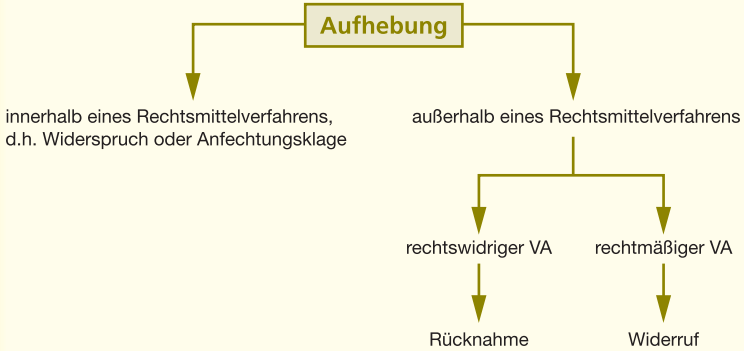 Aufhebung
innerhalb eines Rechtsmittelverfahrens,
d.h. Widerspruch oder Anfechtungsklage
außerhalb eines Rechtsmittelverfahrens
rechtswidriger VA
rechtmäßiger VA
Rücknahme
Widerruf